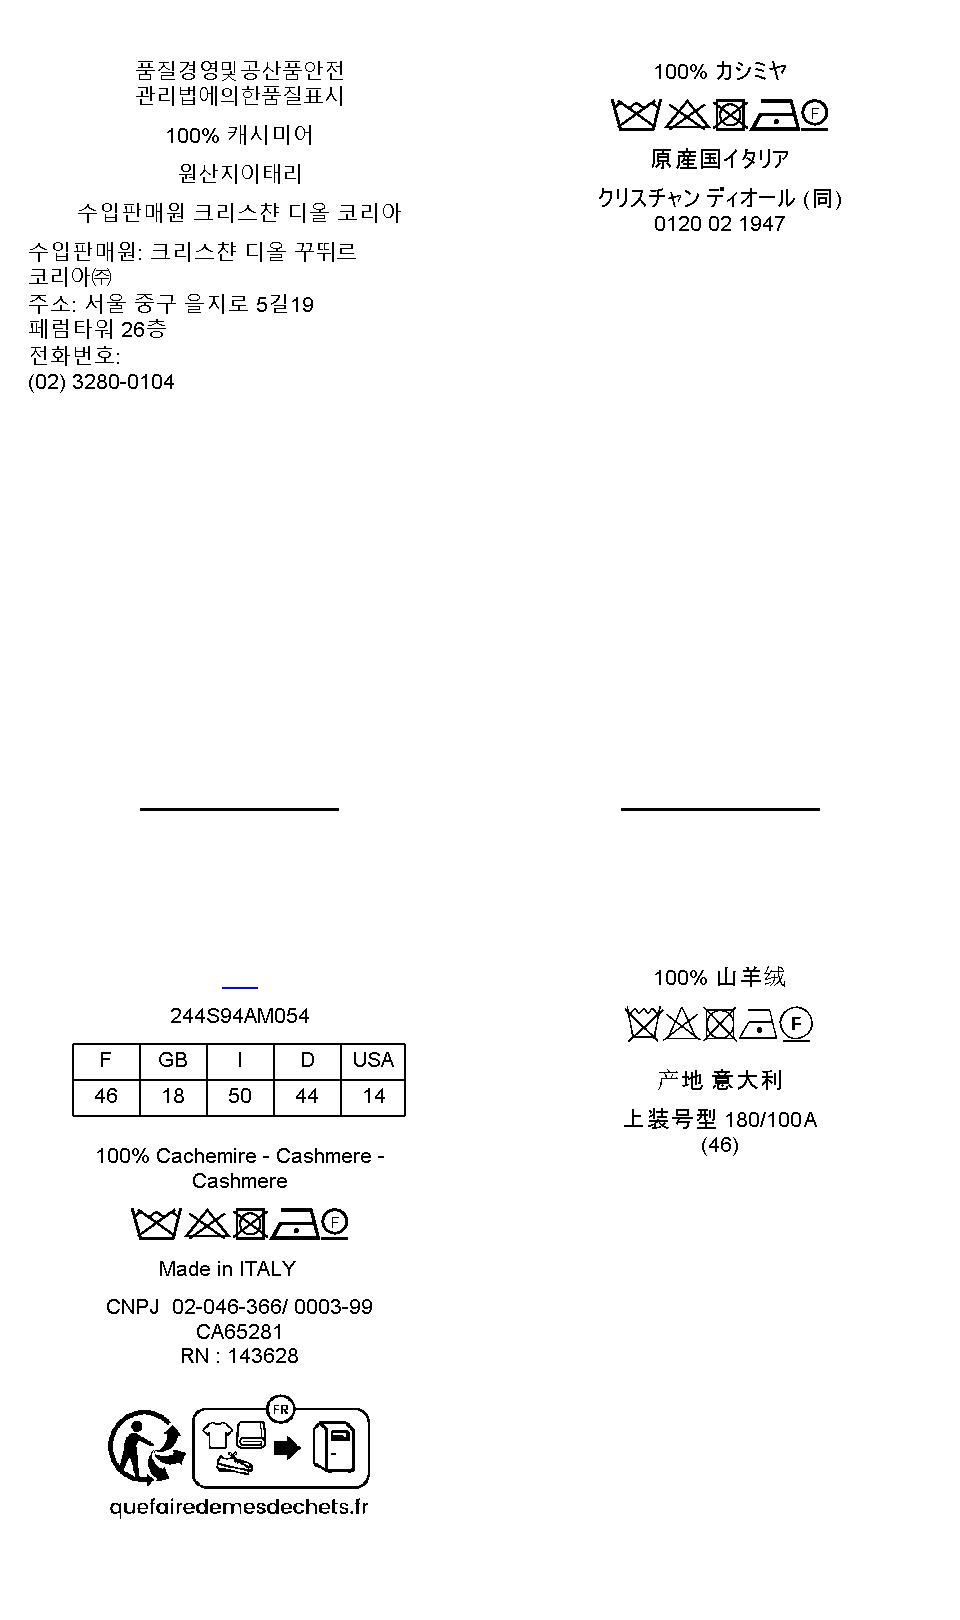 품질경영및공산품안전
관리법에의한품질표시
100% 캐시미어
원산지이태리
수입판매원 크리스챤 디올 코리아
수입판매원: 크리스챤 디올 꾸뛰르
코리아㈜
주소: 서울 중구 을지로 5길19
페럼타워 26층
전화번호:
(02) 3280-0104
100% カシミヤ
F
原産国イタリア
クリスチャン ディオール (同)
0120 02 1947
244S94AM054
F GB I D USA
46 18 50 44 14
100% Cachemire - Cashmere -
Cashmere
F
Made in ITALY
CNPJ 02-046-366/ 0003-99
CA65281
RN : 143628
FR
quefairedemesdechets.fr
100% 山羊绒
F
产地 意大利
上装号型 180/100A
(46)